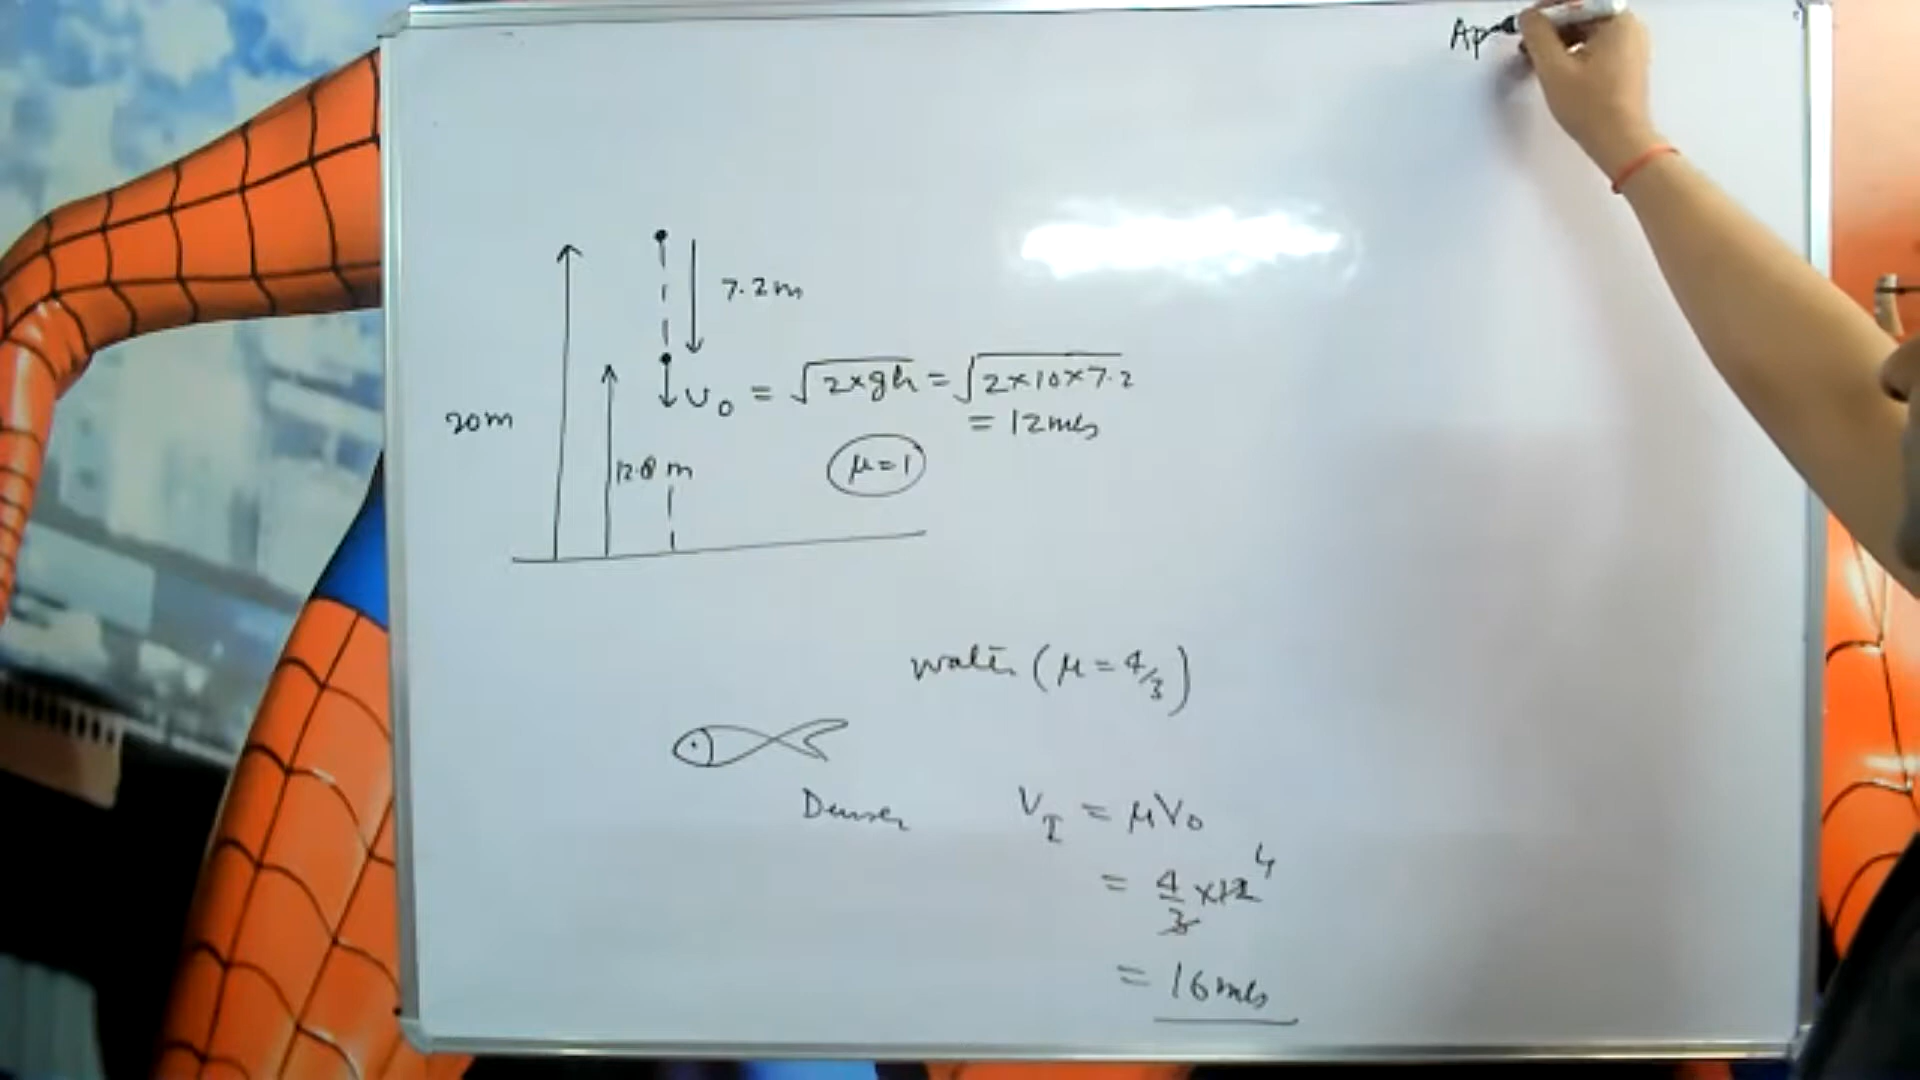 Ap
7.2m
20m
v₀ = √2×gh = √2×10×7.2
= 12m/s
12.8 m
μ=1
water (μ = 4/3)
Denser
V_I = μV₀
= 4/3 × 12 4
= 16m/s